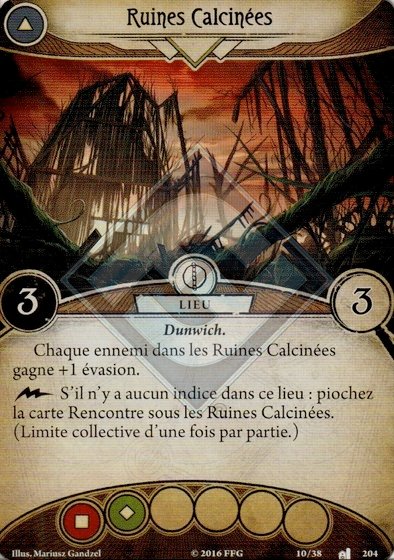 Ruines Calcinées
3
LIEU
3
Dunwich.
Chaque ennemi dans les Ruines Calcinées
gagne +1 évasion.
S'il n'y a aucun indice dans ce lieu : piochez
la carte Rencontre sous les Ruines Calcinées.
(Limite collective d'une fois par partie.)
Illus. Mariusz Gandzel
© 2016 FFG
10/38
204